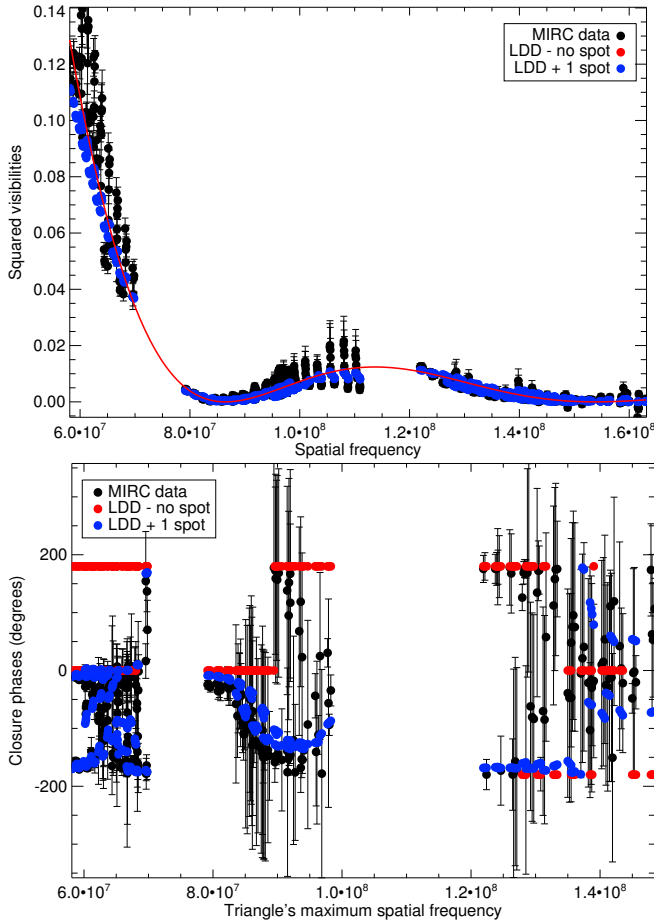 MIRC data
LDD - no spot
LDD + 1 spot
0.14
0.12
0.10
0.08
0.06
0.04
0.02
0.00
Squared visibilities
6.0•10⁷
8.0•10⁷
1.0•10⁸
1.2•10⁸
1.4•10⁸
1.6•10⁸
Spatial frequency
MIRC data
LDD - no spot
LDD + 1 spot
200
0
-200
Closure phases (degrees)
6.0•10⁷
8.0•10⁷
1.0•10⁸
1.2•10⁸
1.4•10⁸
Triangle's maximum spatial frequency